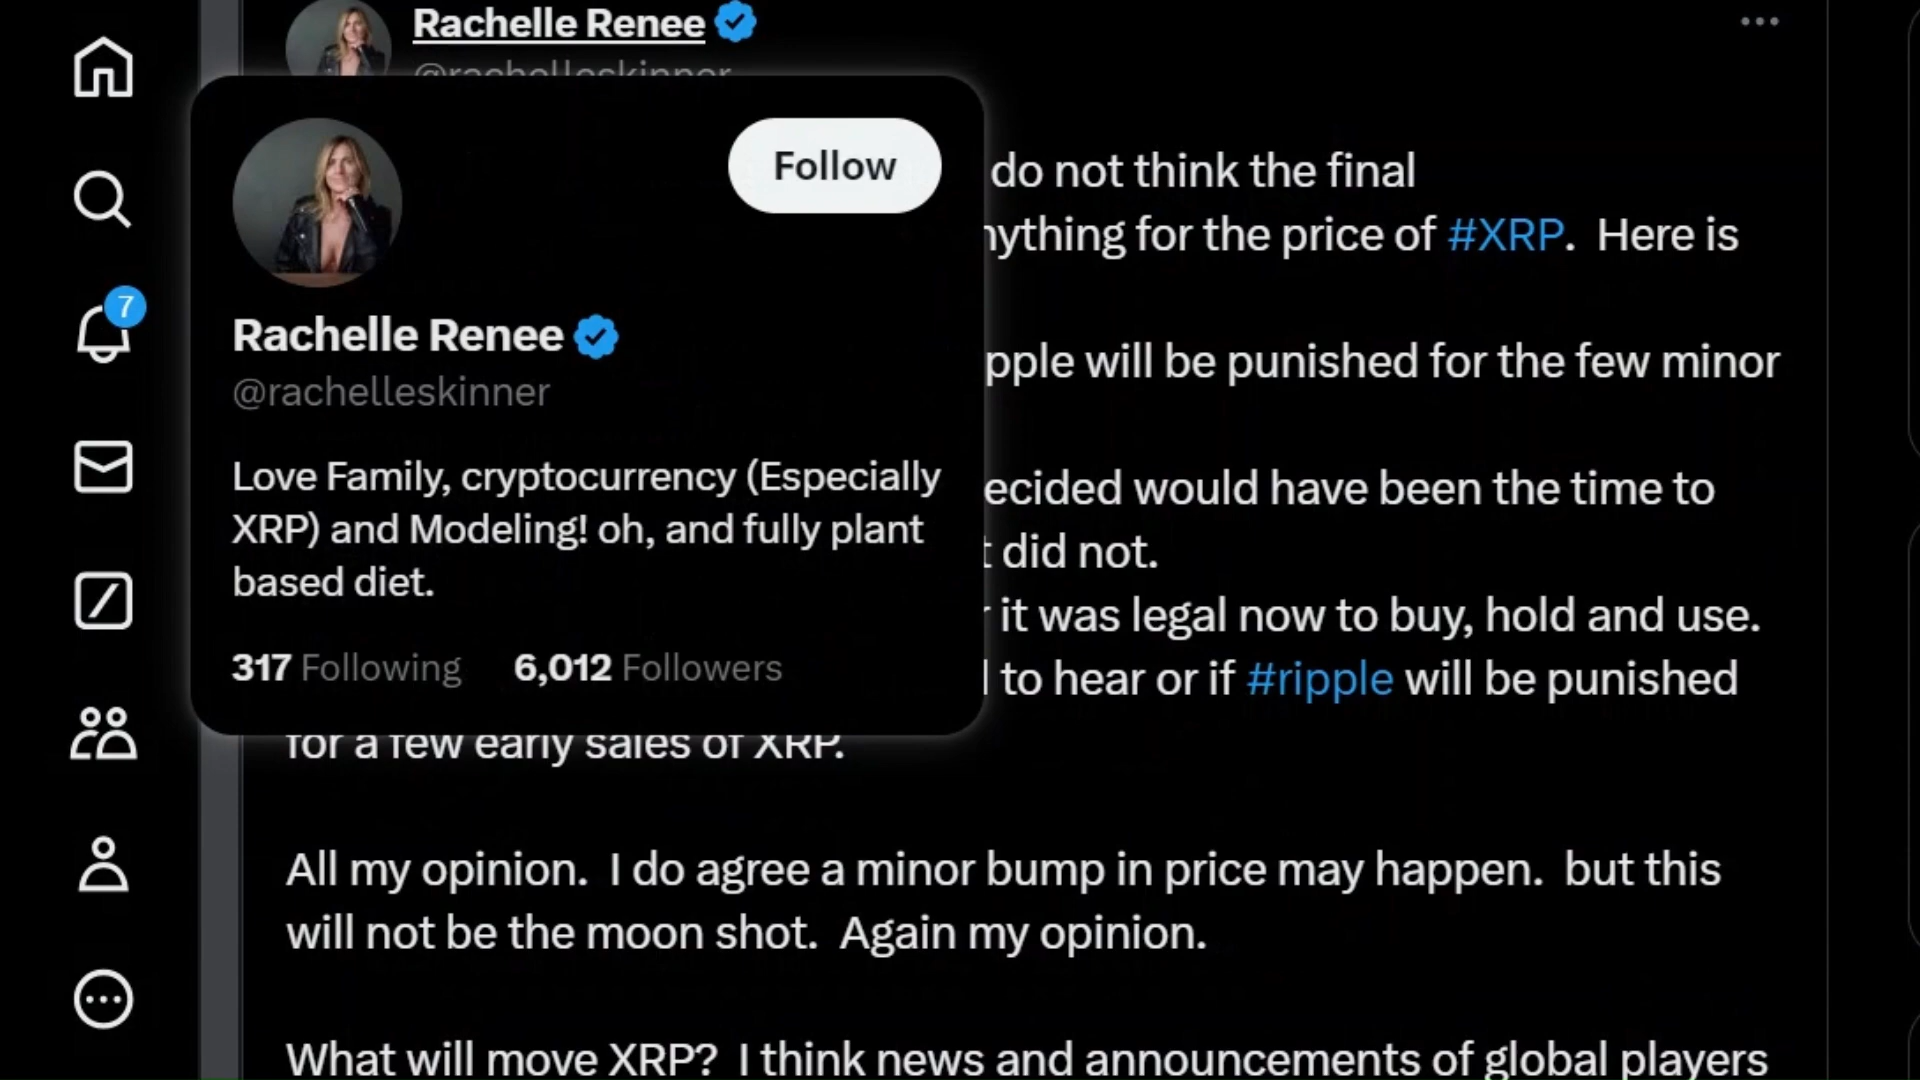 Rachelle Renee
@rachelleskinner
7
Follow
Rachelle Renee
@rachelleskinner
Love Family, cryptocurrency (Especially
XRP) and Modeling! oh, and fully plant
based diet.
317 Following 6,012 Followers
do not think the final
for the price of #XRP. Here is
will be punished for the few minor
would have been the time to
did not.
it was legal now to buy, hold and use.
to hear or if #ripple will be punished
for a few early sales of XRP.
All my opinion. I do agree a minor bump in price may happen. but this
will not be the moon shot. Again my opinion.
What will move XRP? I think news and announcements of global players